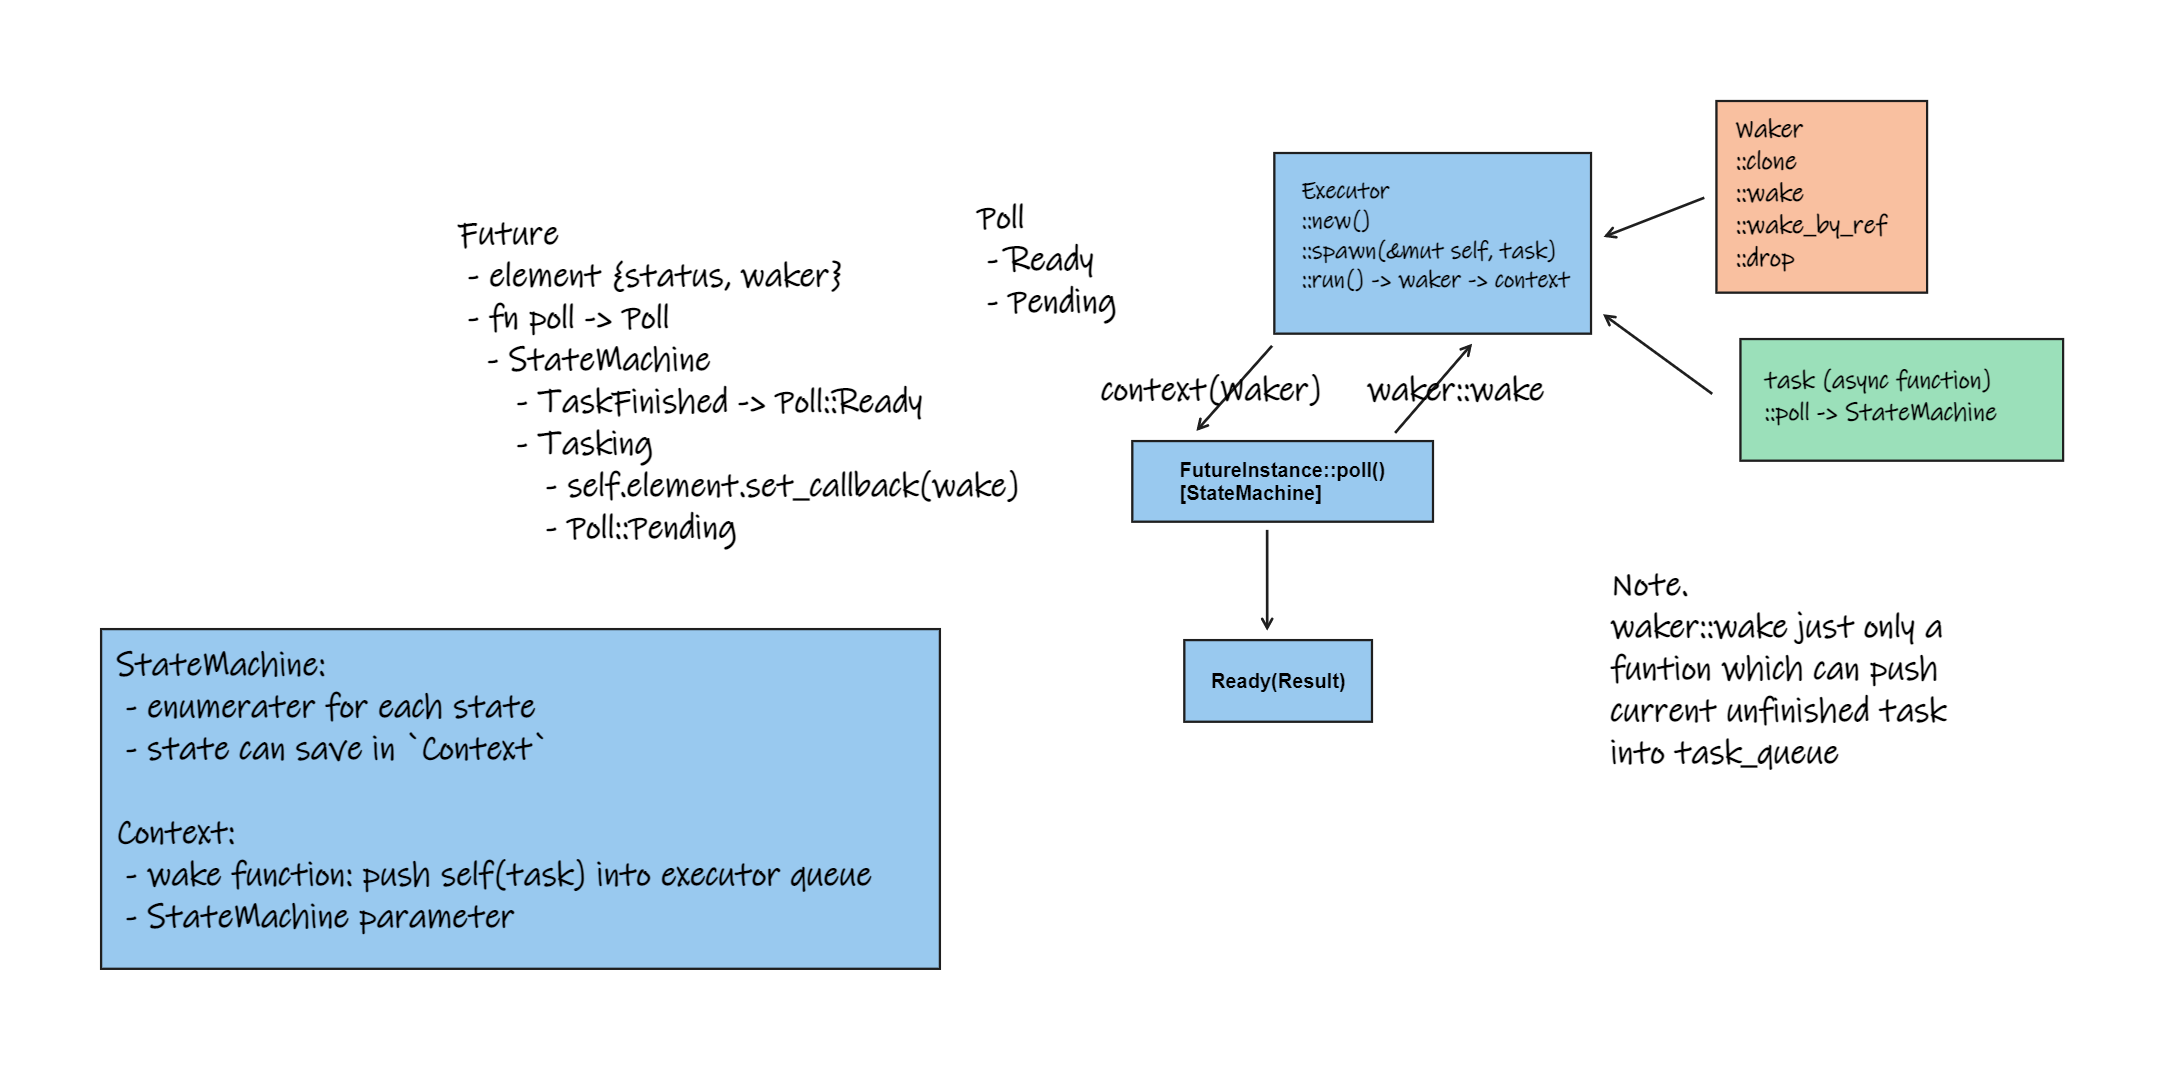 Future
- element {status, waker}
- fn poll -> Poll
- StateMachine
- TaskFinished -> Poll::Ready
- Tasking
- self.element.set_callback(wake)
- Poll::Pending
Poll
- Ready
- Pending
Executor
::new()
::spawn(&mut self, task)
::run() -> waker -> context
Waker
::clone
::wake
::wake_by_ref
::drop
task (async function)
::poll -> StateMachine
context(Waker)
waker::wake
FutureInstance::poll()
[StateMachine]
Ready(Result)
Note.
waker::wake just only a
funtion which can push
current unfinished task
into task_queue
StateMachine:
- enumerater for each state
- state can save in `Context`
Context:
- wake function: push self(task) into executor queue
- StateMachine parameter